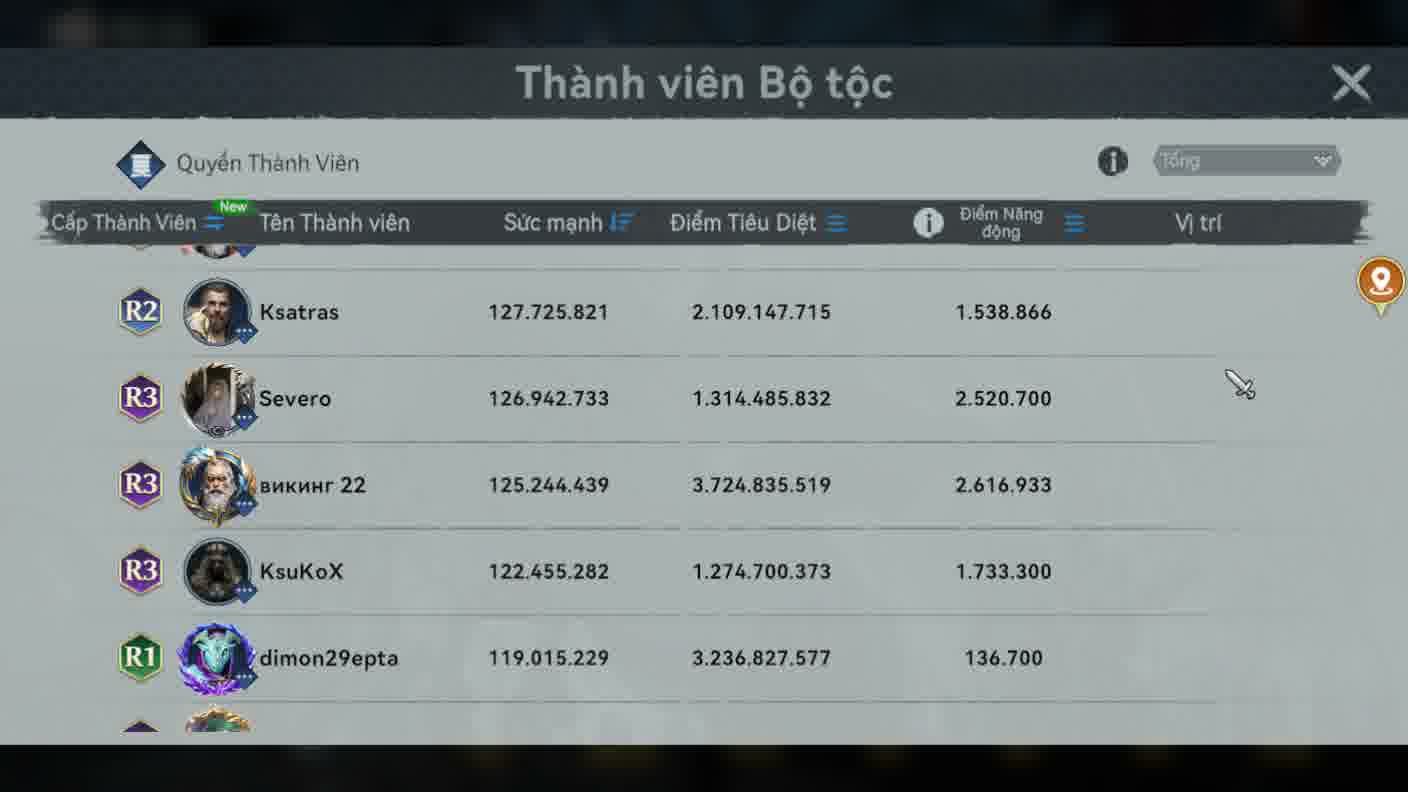 Thành viên Bộ tộc
Quyển Thành Viên
Tổng
New
Cấp Thành Viên Tên Thành viên Sức mạnh Điểm Tiêu Diệt Điểm Năng động Vị trí
R2 Ksatras 127.725.821 2.109.147.715 1.538.866
R3 Severo 126.942.733 1.314.485.832 2.520.700
R3 викинг 22 125.244.439 3.724.835.519 2.616.933
R3 KsuKoX 122.455.282 1.274.700.373 1.733.300
R1 dimon29epta 119.015.229 3.236.827.577 136.700